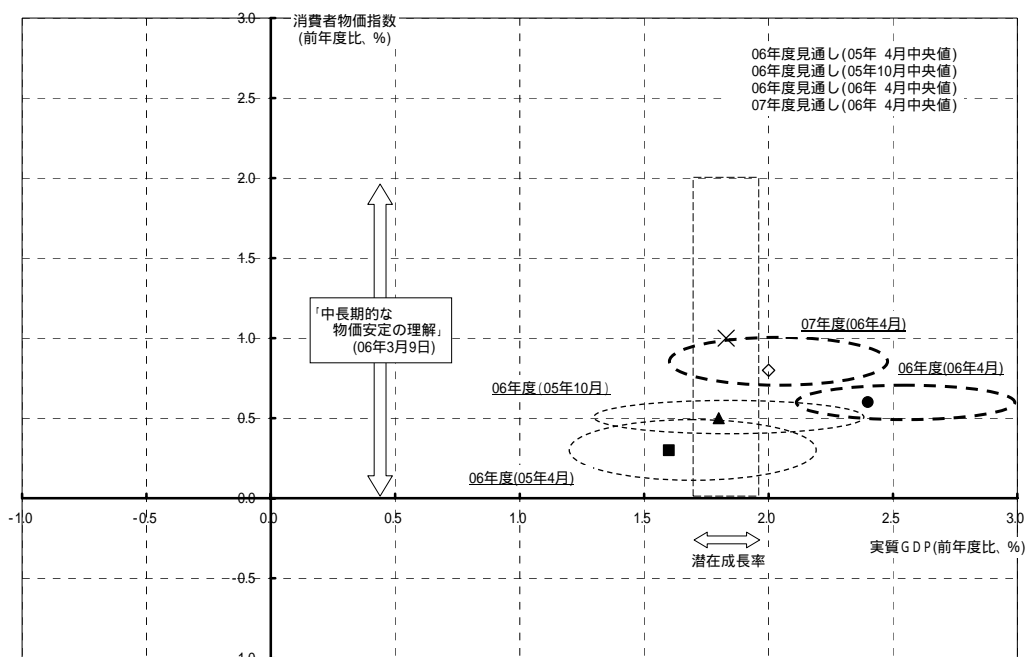 3.0
消費者物価指数
(前年度比、%)
06年度見通し(05年 4月中央値)
06年度見通し(05年10月中央値)
06年度見通し(06年 4月中央値)
07年度見通し(06年 4月中央値)
2.5
2.0
1.5
「中長期的な
物価安定の理解」
(06年3月9日)
1.0
07年度(06年4月)
06年度(06年4月)
06年度(05年10月)
0.5
06年度(05年4月)
0.0
-1.0 -0.5 0.0 0.5 1.0 1.5 2.0 2.5 3.0
実質GDP(前年度比、%)
潜在成長率
-0.5
-1.0